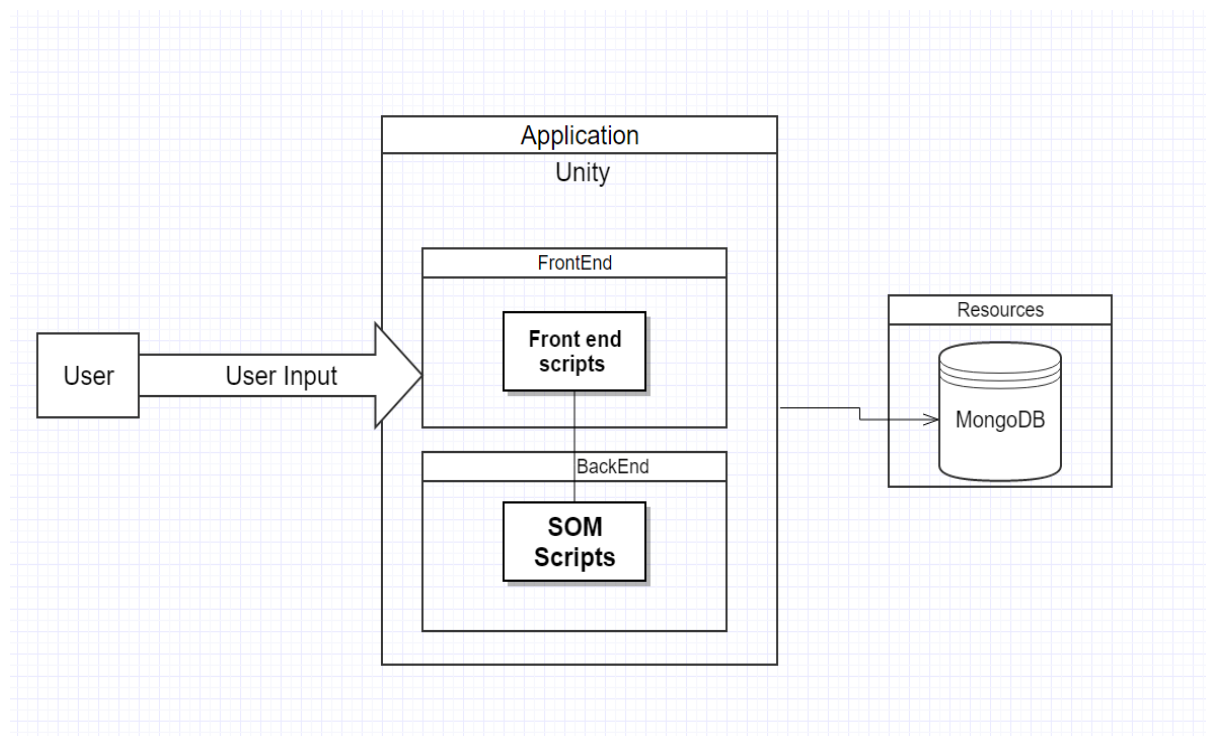 Application
Unity
FrontEnd
Front end
scripts
User
User Input
BackEnd
SOM
Scripts
Resources
MongoDB